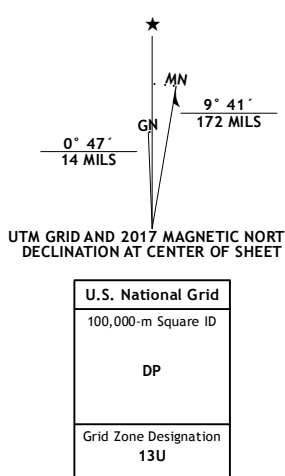 ★
MN
GN
9° 41´
172 MILS
0° 47´
14 MILS
UTM GRID AND 2017 MAGNETIC NORT
DECLINATION AT CENTER OF SHEET
U.S. National Grid
100,000-m Square ID
DP
Grid Zone Designation
13U